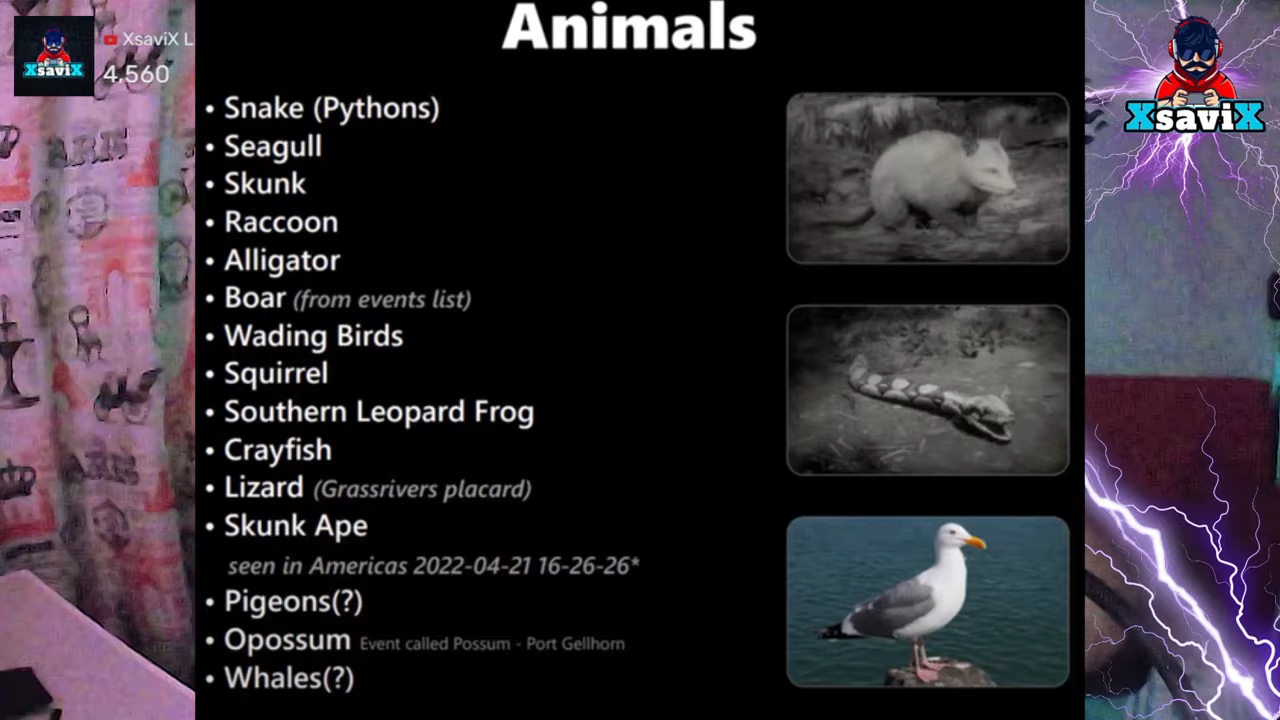 Animals
XsaviX L
4,560
XsaviX
XsaviX
• Snake (Pythons)
• Seagull
• Skunk
• Raccoon
• Alligator
• Boar (from events list)
• Wading Birds
• Squirrel
• Southern Leopard Frog
• Crayfish
• Lizard (Grassrivers placard)
• Skunk Ape
seen in Americas 2022-04-21 16-26-26*
• Pigeons(?)
• Opossum Event called Possum - Port Gellhorn
• Whales(?)